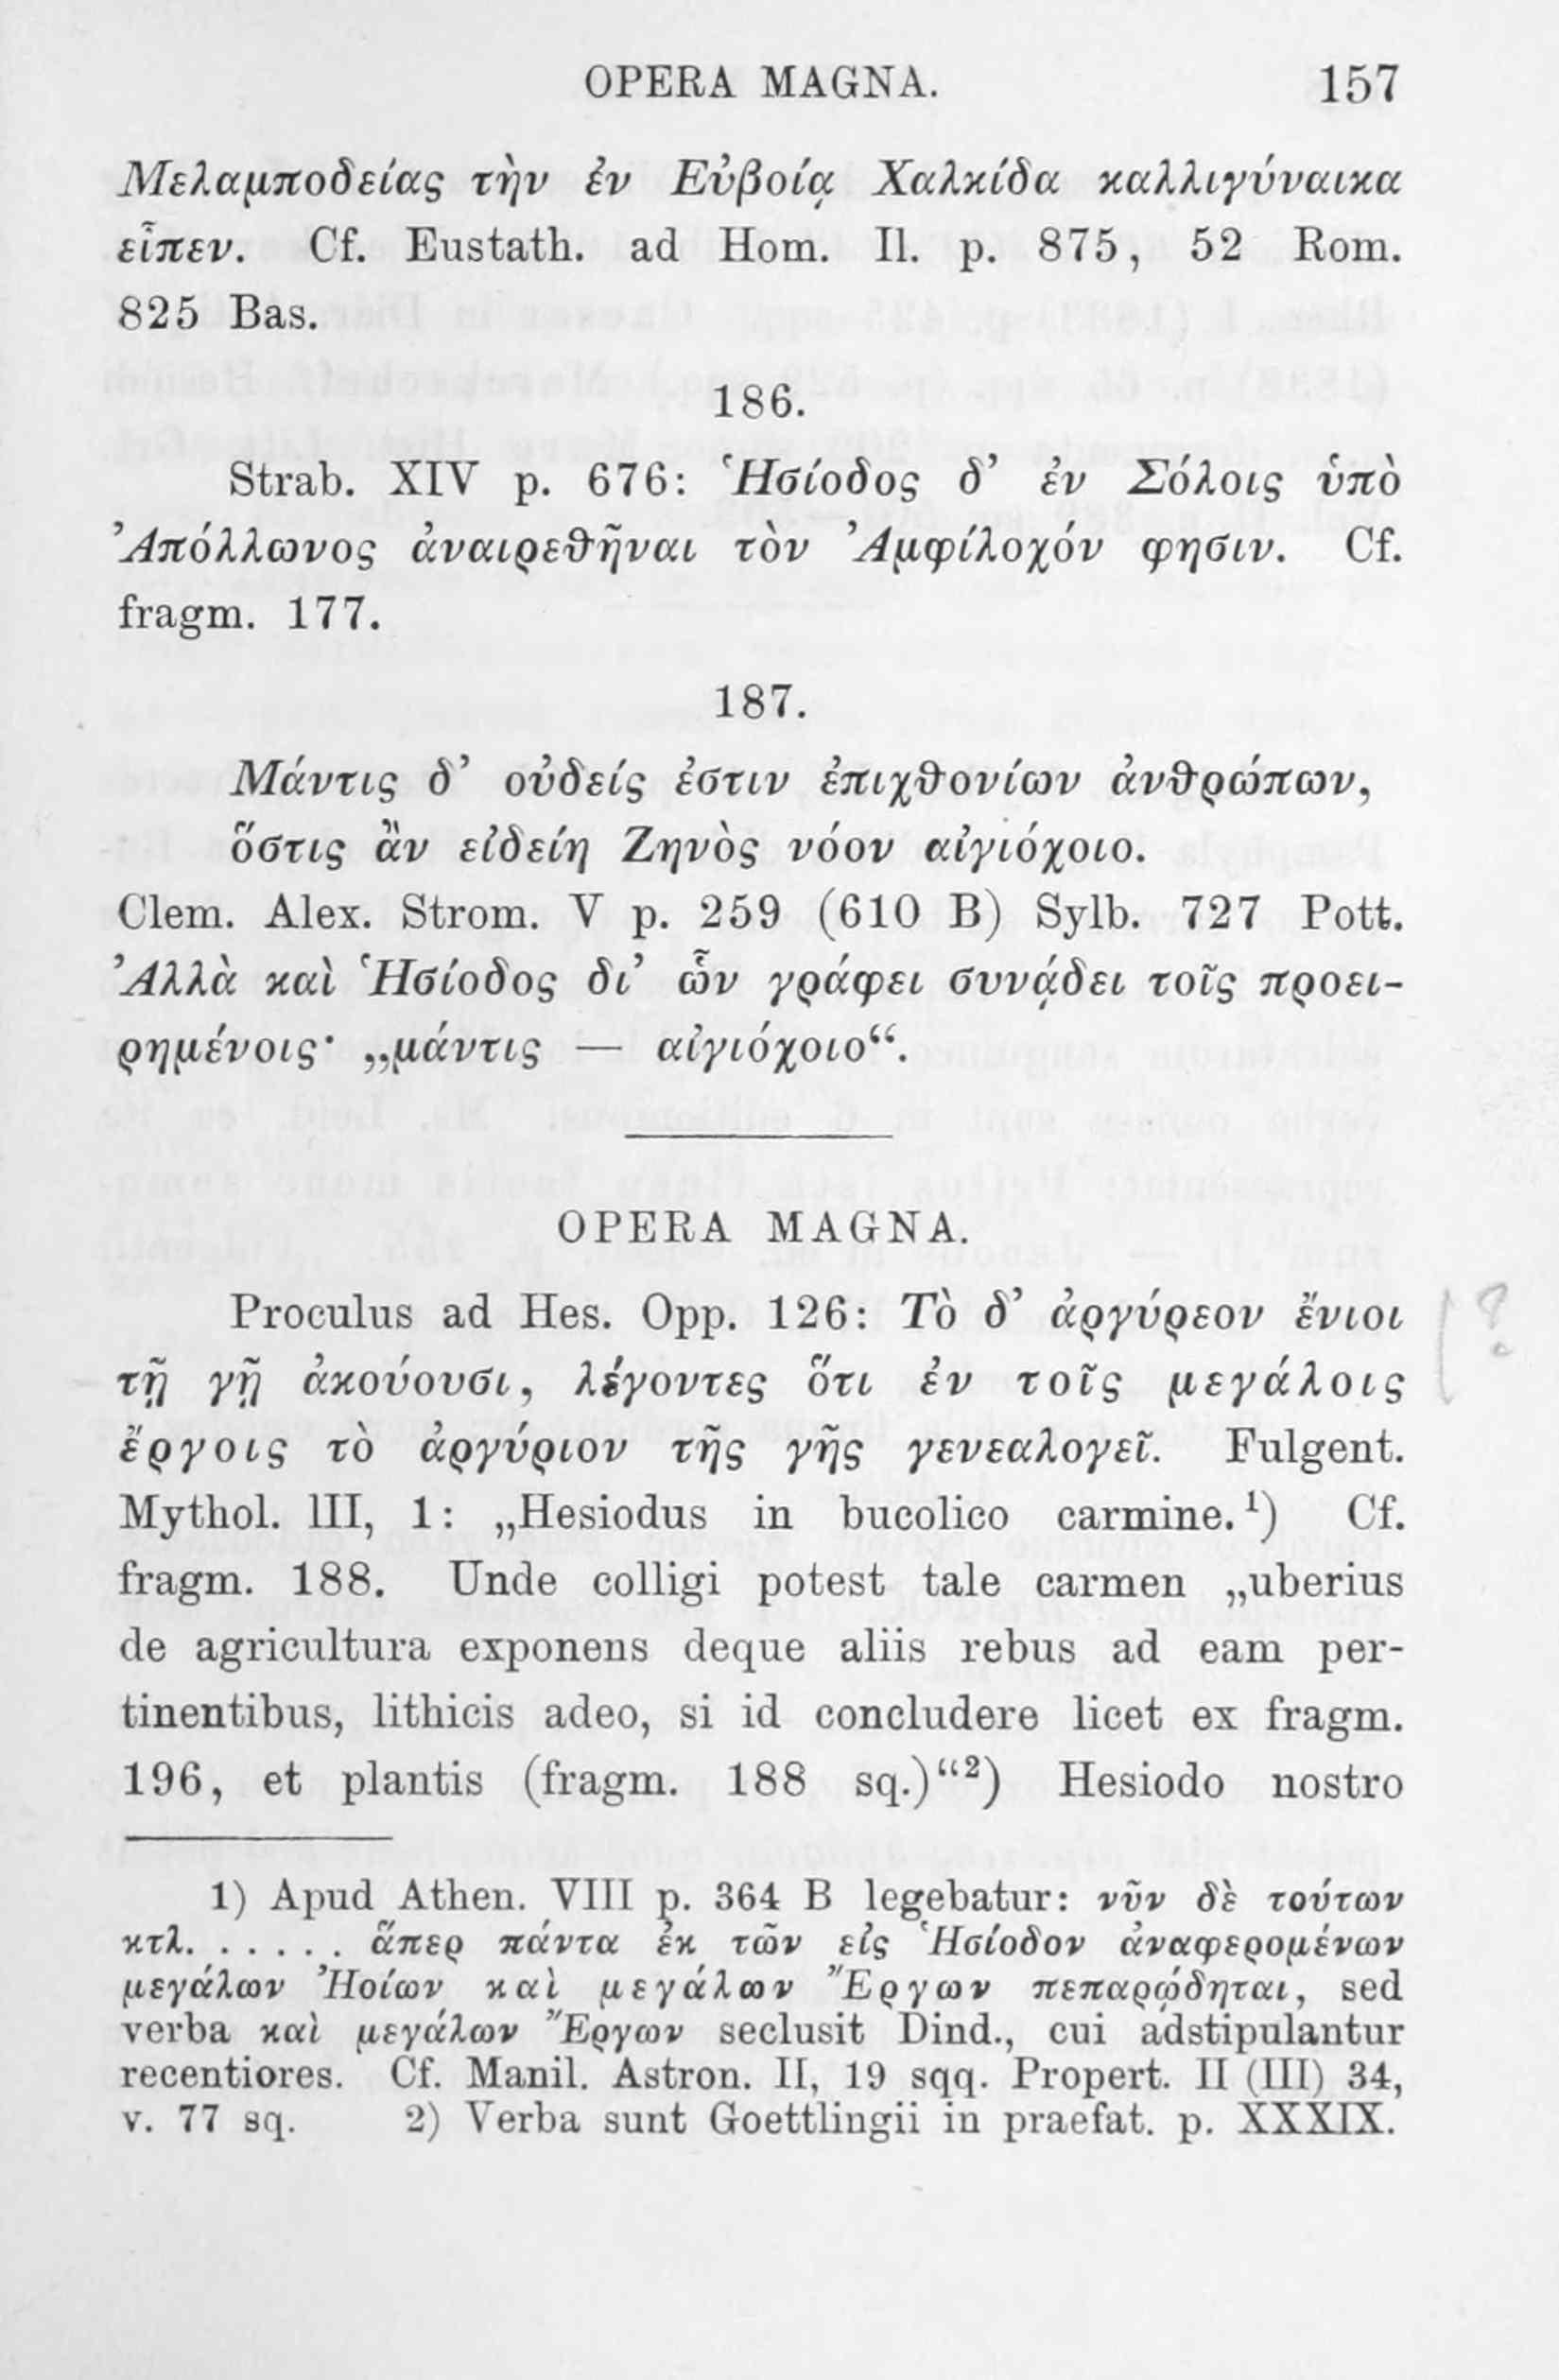 OPERA MAGNA. 157
Μελαμποδείας τὴν ἐν Εὐβοίᾳ Χαλκίδα καλλιγύναικα
εἶπεν. Cf. Eustath. ad Hom. Il. p. 875, 52 Rom.
825 Bas.
186.
Strab. XIV p. 676: Ἡσίοδος δ’ ἐν Σόλοις ὑπὸ
Ἀπόλλωνος ἀναιρεθῆναι τὸν Ἀμφίλοχόν φησιν. Cf.
fragm. 177.
187.
Μάντις δ’ οὐδείς ἐστιν ἐπιχθονίων ἀνθρώπων,
ὅστις ἂν εἰδείη Ζηνὸς νόον αἰγιόχοιο.
Clem. Alex. Strom. V p. 259 (610 B) Sylb. 727 Pott.
Ἀλλὰ καὶ Ἡσίοδος δι’ ὧν γράφει συνᾴδει τοῖς προει-
ρημένοις· „μάντις — αἰγιόχοιο“.
OPERA MAGNA.
Proculus ad Hes. Opp. 126: Τὸ δ’ ἀργύρεον ἔνιοι
τῇ γῇ ἀκούουσι, λέγοντες ὅτι ἐν τοῖς μεγάλοις
ἔργοις τὸ ἀργύριον τῆς γῆς γενεαλογεῖ. Fulgent.
Mythol. III, 1: „Hesiodus in bucolico carmine.¹) Cf.
fragm. 188. Unde colligi potest tale carmen „uberius
de agricultura exponens deque aliis rebus ad eam per-
tinentibus, lithicis adeo, si id concludere licet ex fragm.
196, et plantis (fragm. 188 sq.)“²) Hesiodo nostro
1) Apud Athen. VIII p. 364 B legebatur: νῦν δὲ τούτων
κτλ. . . . . . ἅπερ πάντα ἐκ τῶν εἰς Ἡσίοδον ἀναφερομένων
μεγάλων Ἠοίων καὶ μεγάλων Ἔργων πεπαρῴδηται, sed
verba καὶ μεγάλων Ἔργων seclusit Dind., cui adstipulantur
recentiores. Cf. Manil. Astron. II, 19 sqq. Propert. II (III) 34,
v. 77 sq. 2) Verba sunt Goettlingii in praefat. p. XXXIX.